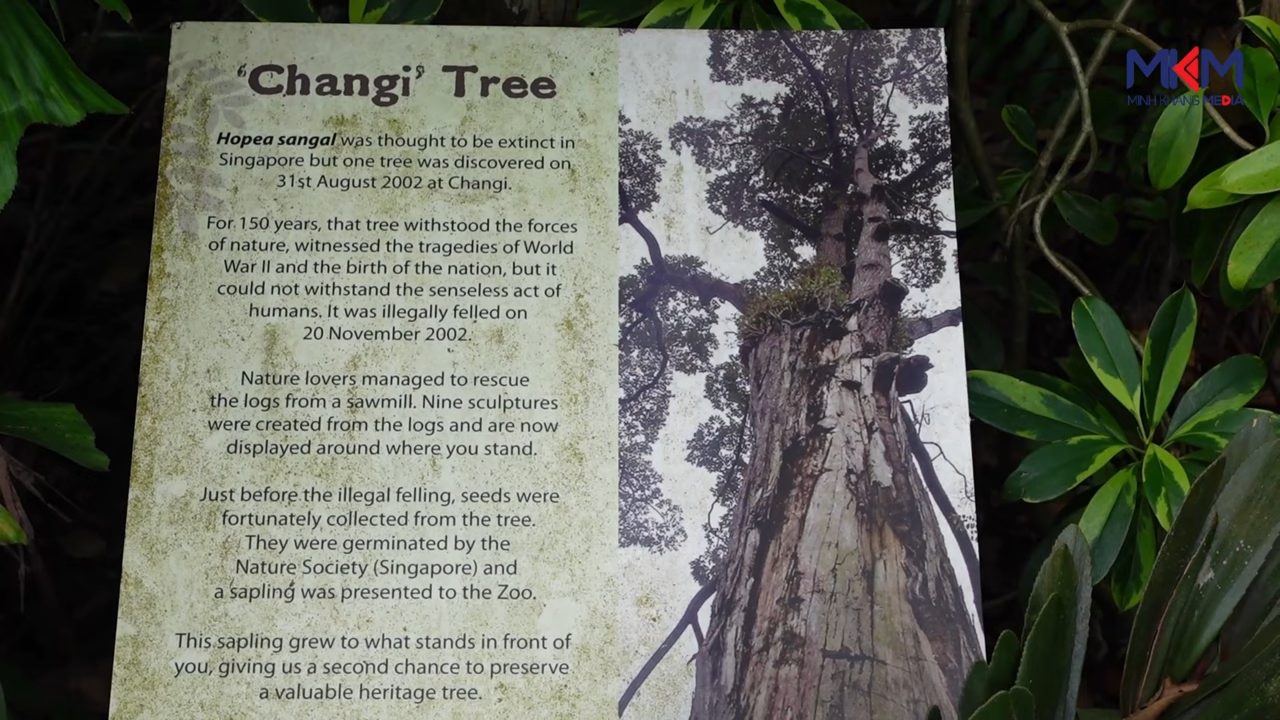 ‘Changi’ Tree
Hopea sangal was thought to be extinct in
Singapore but one tree was discovered on
31st August 2002 at Changi.
For 150 years, that tree withstood the forces
of nature, witnessed the tragedies of World
War II and the birth of the nation, but it
could not withstand the senseless act of
humans. It was illegally felled on
20 November 2002.
Nature lovers managed to rescue
the logs from a sawmill. Nine sculptures
were created from the logs and are now
displayed around where you stand.
Just before the illegal felling, seeds were
fortunately collected from the tree.
They were germinated by the
Nature Society (Singapore) and
a sapling was presented to the Zoo.
This sapling grew to what stands in front of
you, giving us a second chance to preserve
a valuable heritage tree.
MKM
MINH KHANG MEDIA